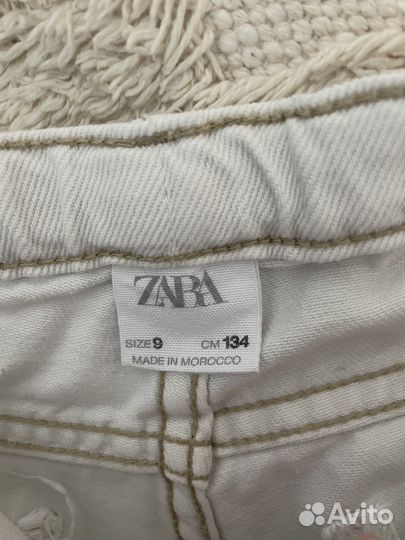 ZARA
SIZE 9 CM 134
MADE IN MOROCCO
Avito